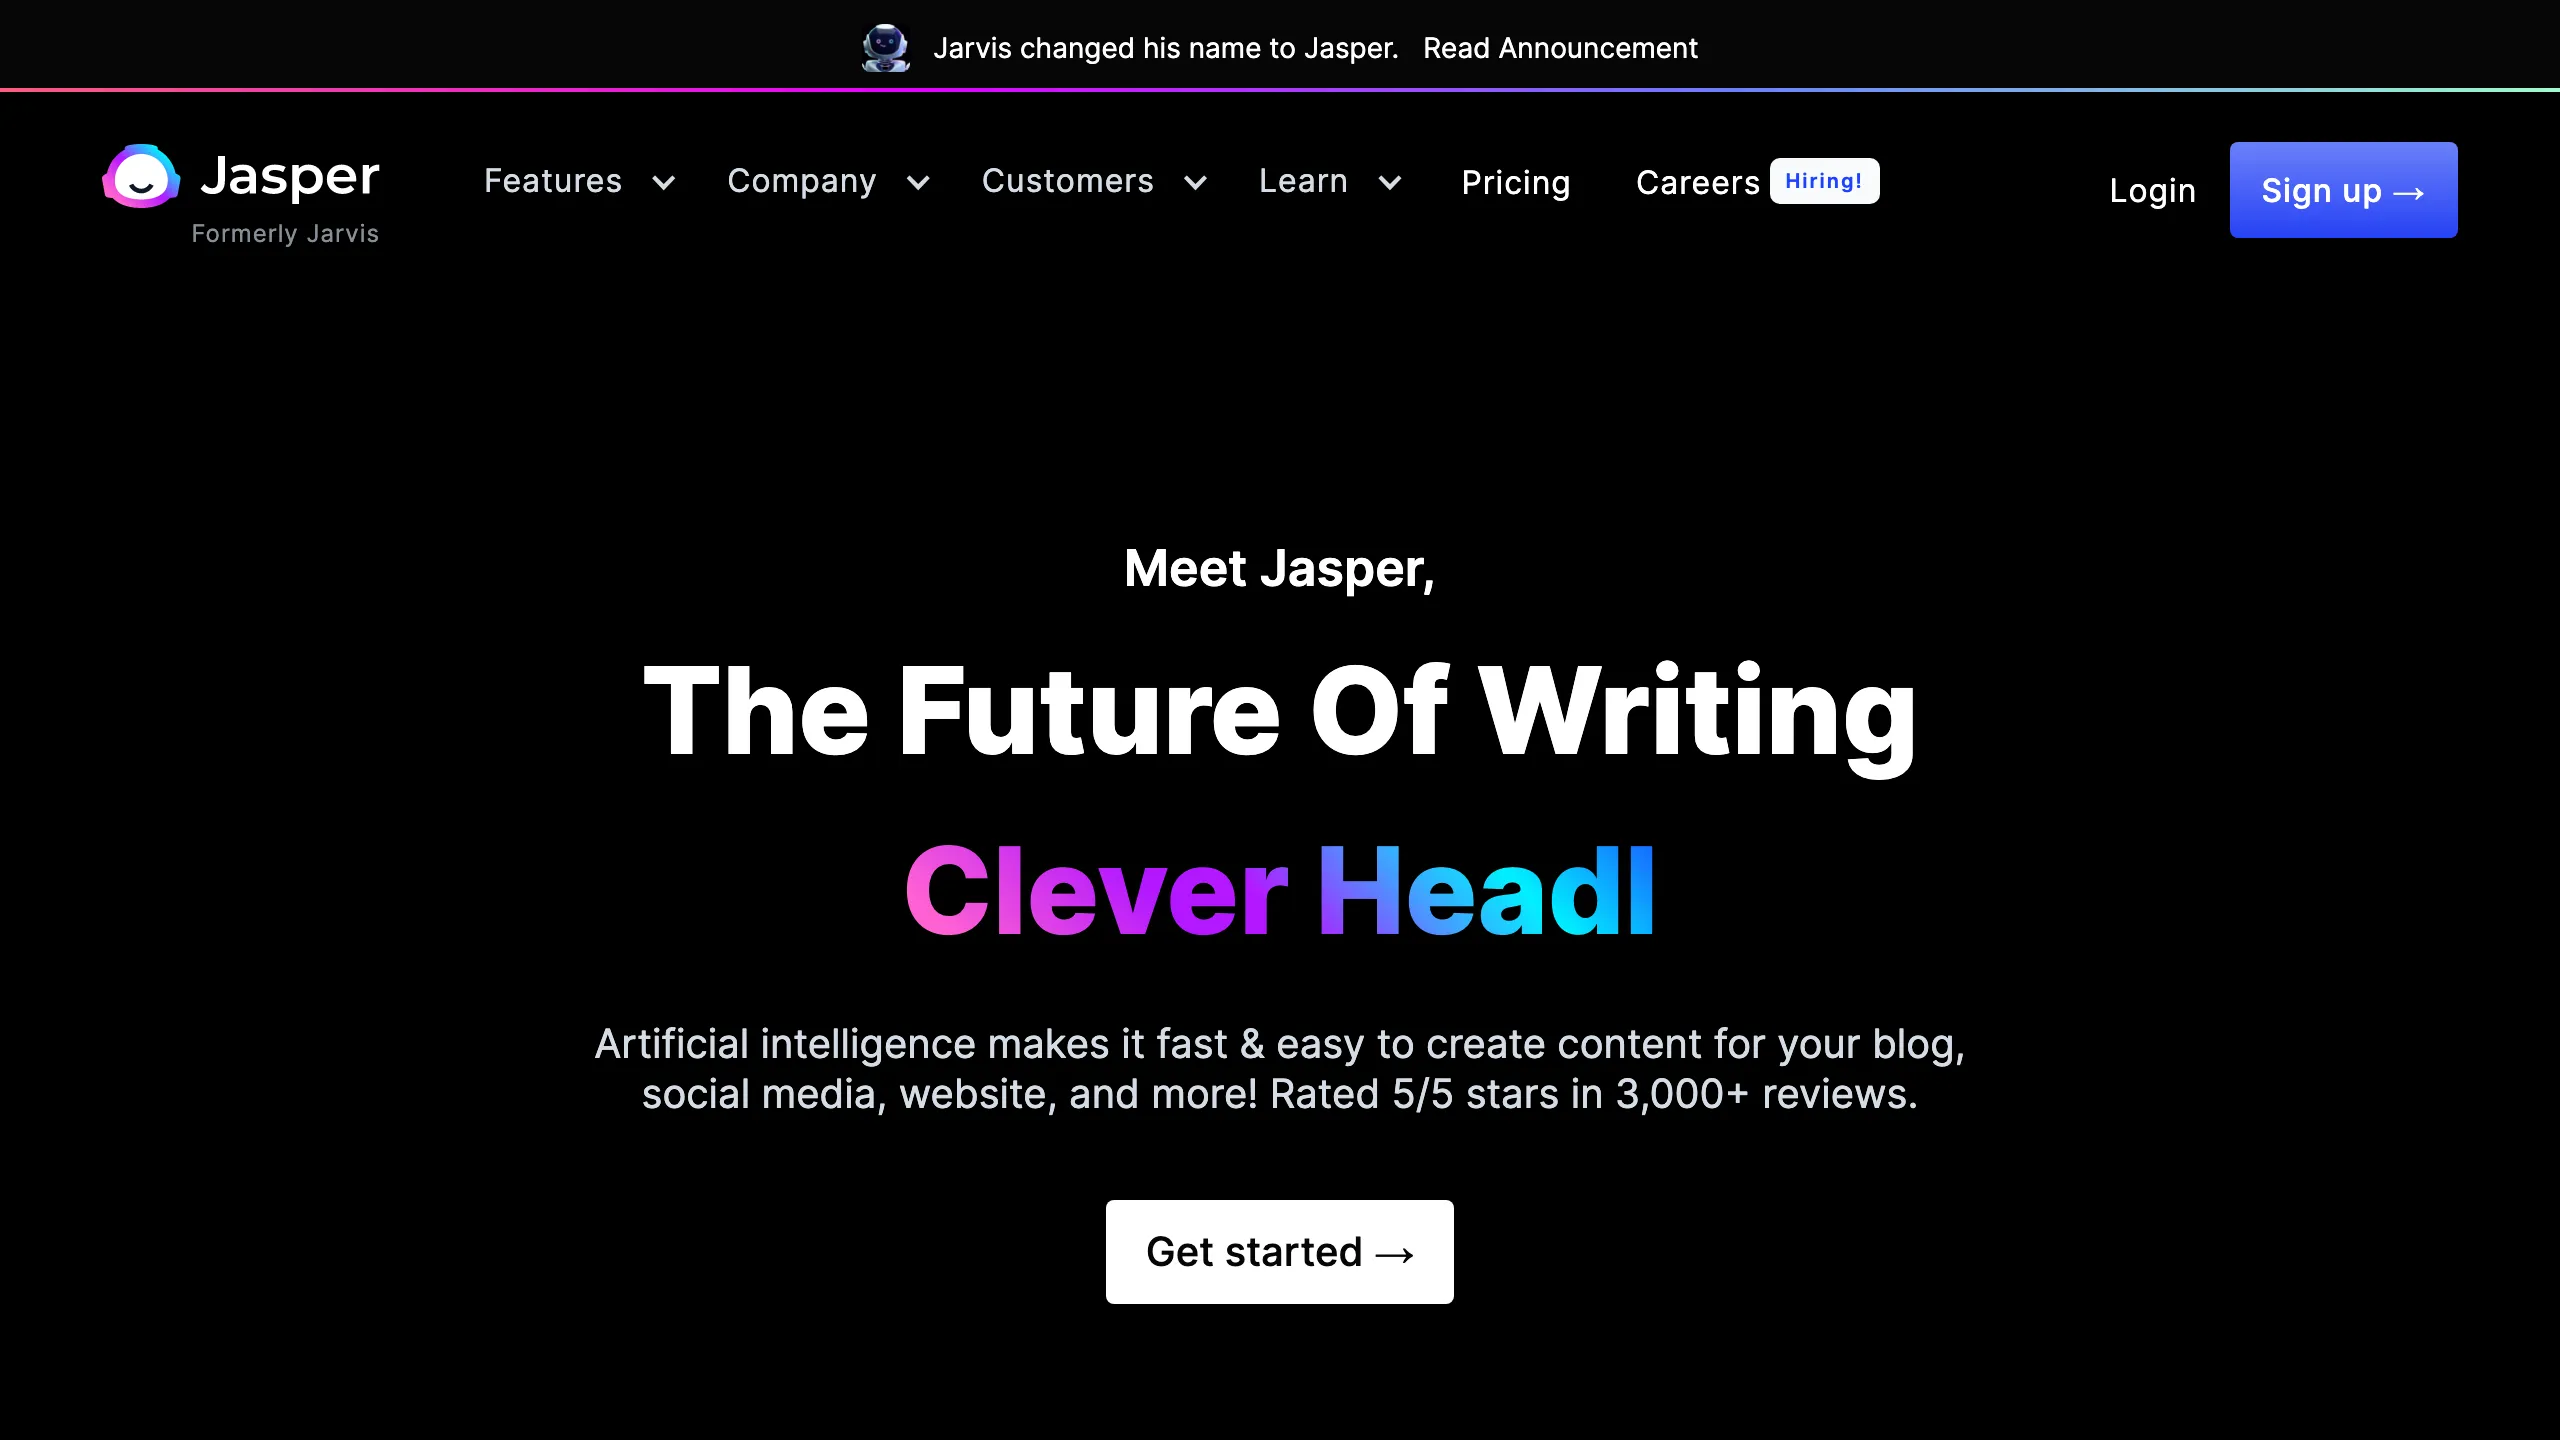 Jarvis changed his name to Jasper. Read Announcement
Jasper
Formerly Jarvis
Features Company Customers Learn Pricing Careers Hiring!
Login Sign up →
Meet Jasper,
The Future Of Writing
Clever Headl
Artificial intelligence makes it fast & easy to create content for your blog,
social media, website, and more! Rated 5/5 stars in 3,000+ reviews.
Get started →